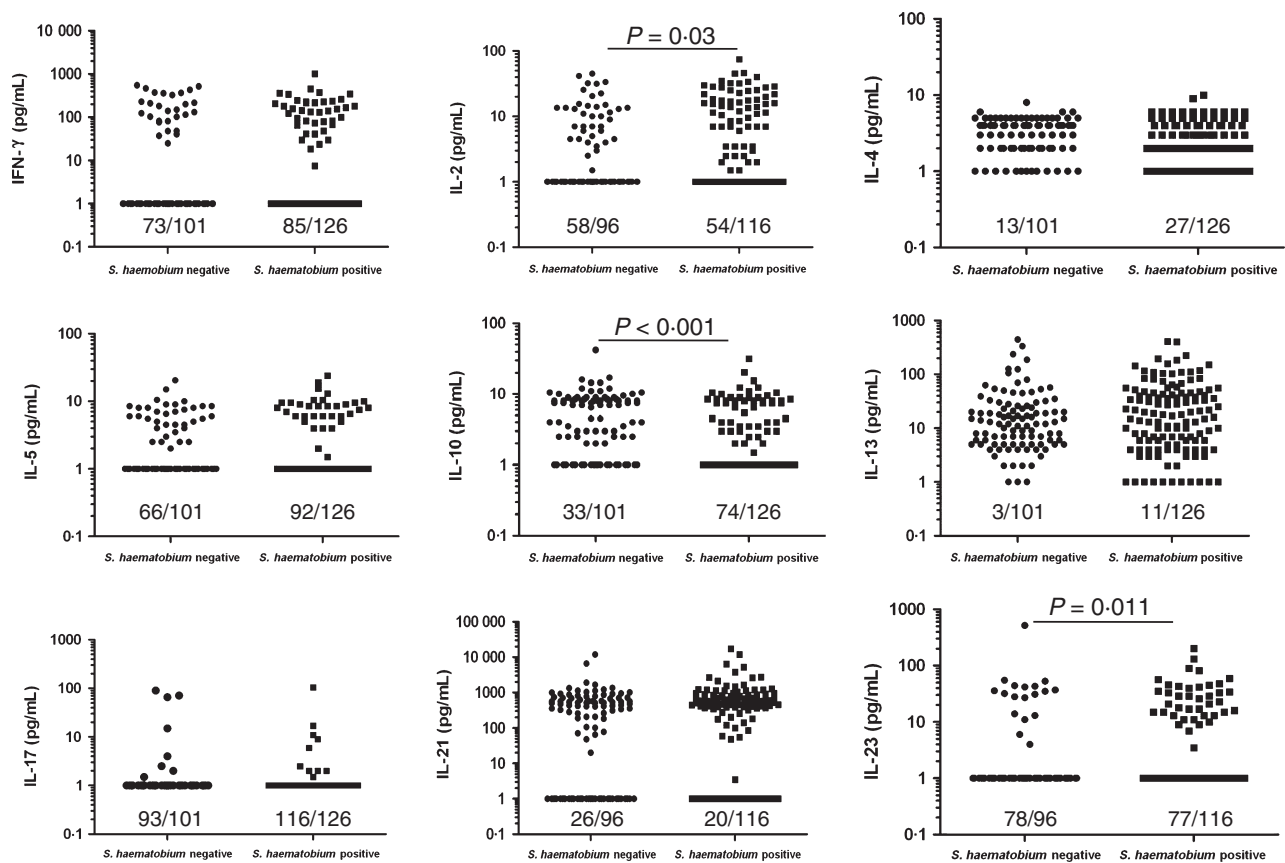 IFN-γ (pg/mL)
10 000
1000
100
10
1
0·1
73/101
85/126
S. haemobium negative
S. haematobium positive
IL-2 (pg/mL)
P = 0·03
100
10
1
0·1
58/96
54/116
S. haematobium negative
S. haematobium positive
IL-4 (pg/mL)
100
10
1
0·1
13/101
27/126
S. haematobium negative
S. haematobium positive
IL-5 (pg/mL)
100
10
1
0·1
66/101
92/126
S. haematobium negative
S. haematobium positive
IL-10 (pg/mL)
P < 0·001
100
10
1
0·1
33/101
74/126
S. haematobium negative
S. haematobium positive
IL-13 (pg/mL)
1000
100
10
1
0·1
3/101
11/126
S. haematobium negative
S. haematobium positive
IL-17 (pg/mL)
1000
100
10
1
0·1
93/101
116/126
S. haematobium negative
S. haematobium positive
IL-21 (pg/mL)
100 000
10 000
1000
100
10
1
0·1
26/96
20/116
S. haematobium negative
S. haematobium positive
IL-23 (pg/mL)
P = 0·011
1000
100
10
1
0·1
78/96
77/116
S. haematobium negative
S. haematobium positive